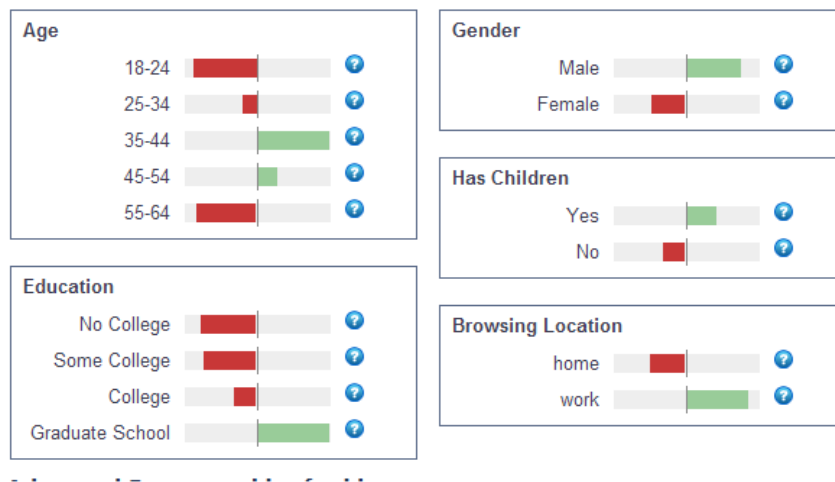 Age
18-24
25-34
35-44
45-54
55-64
Education
No College
Some College
College
Graduate School
Gender
Male
Female
Has Children
Yes
No
Browsing Location
home
work